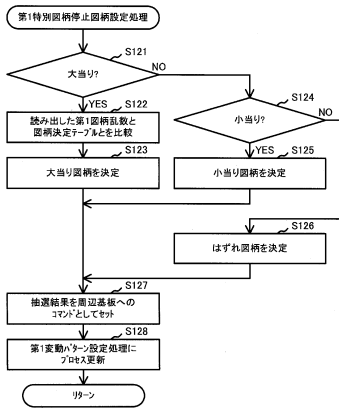 第1特別図柄停止図柄設定処理
S121
大当り?
NO
YES
S122
読み出した第1図柄乱数と
図柄決定テーブルとを比較
S123
大当り図柄を決定
S124
小当り?
NO
YES
S125
小当り図柄を決定
S126
はずれ図柄を決定
S127
抽選結果を周辺基板への
コマンドとしてセット
S128
第1変動パターン設定処理に
プロセス更新
リターン